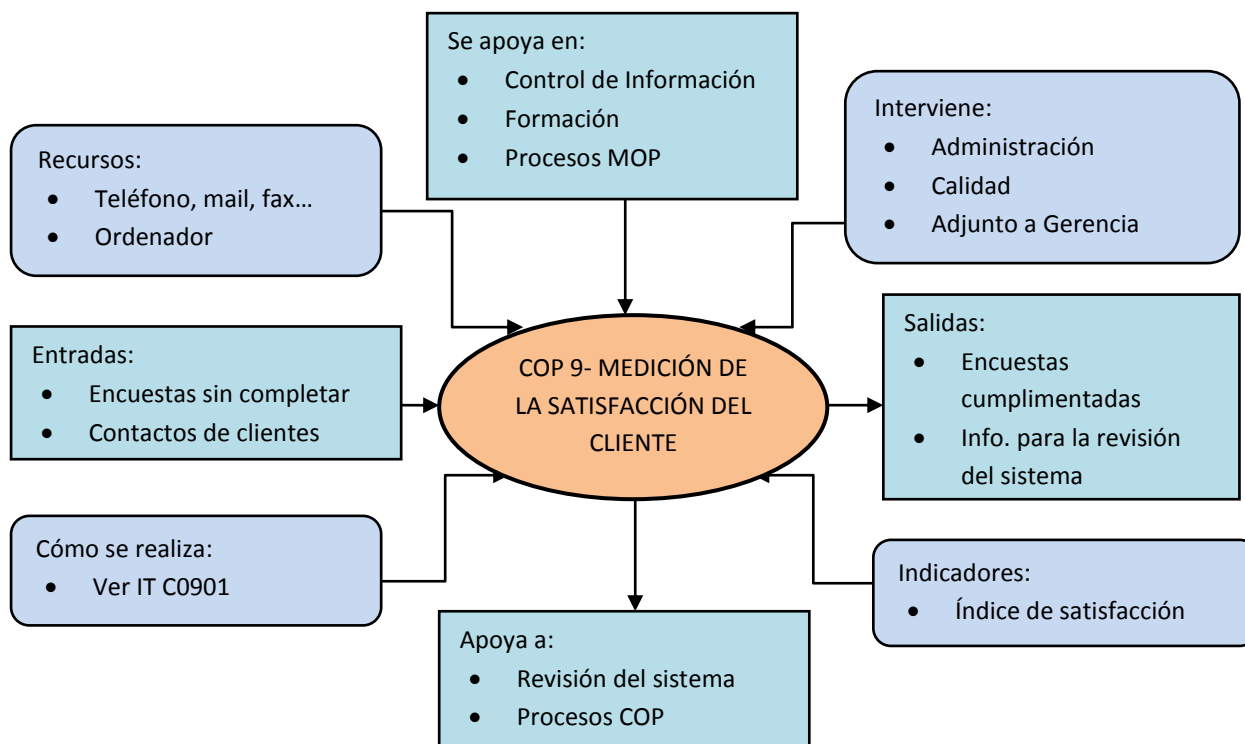 Se apoya en:
• Control de Información
• Formación
• Procesos MOP
Interviene:
• Administración
• Calidad
• Adjunto a Gerencia
Recursos:
• Teléfono, mail, fax…
• Ordenador
Entradas:
• Encuestas sin completar
• Contactos de clientes
COP 9- MEDICIÓN DE
LA SATISFACCIÓN DEL
CLIENTE
Salidas:
• Encuestas
cumplimentadas
• Info. para la revisión
del sistema
Cómo se realiza:
• Ver IT C0901
Indicadores:
• Índice de satisfacción
Apoya a:
• Revisión del sistema
• Procesos COP